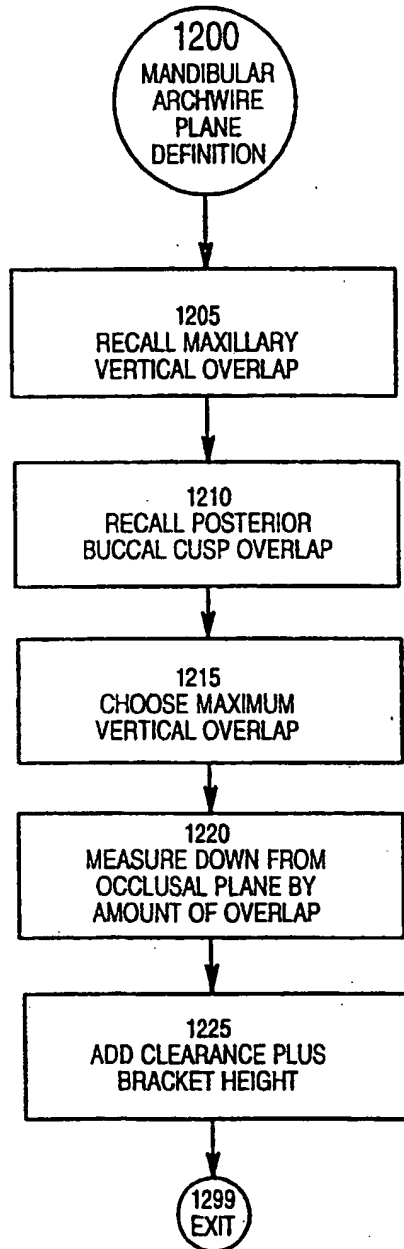 1200
MANDIBULAR
ARCHWIRE
PLANE
DEFINITION
1205
RECALL MAXILLARY
VERTICAL OVERLAP
1210
RECALL POSTERIOR
BUCCAL CUSP OVERLAP
1215
CHOOSE MAXIMUM
VERTICAL OVERLAP
1220
MEASURE DOWN FROM
OCCLUSAL PLANE BY
AMOUNT OF OVERLAP
1225
ADD CLEARANCE PLUS
BRACKET HEIGHT
1299
EXIT